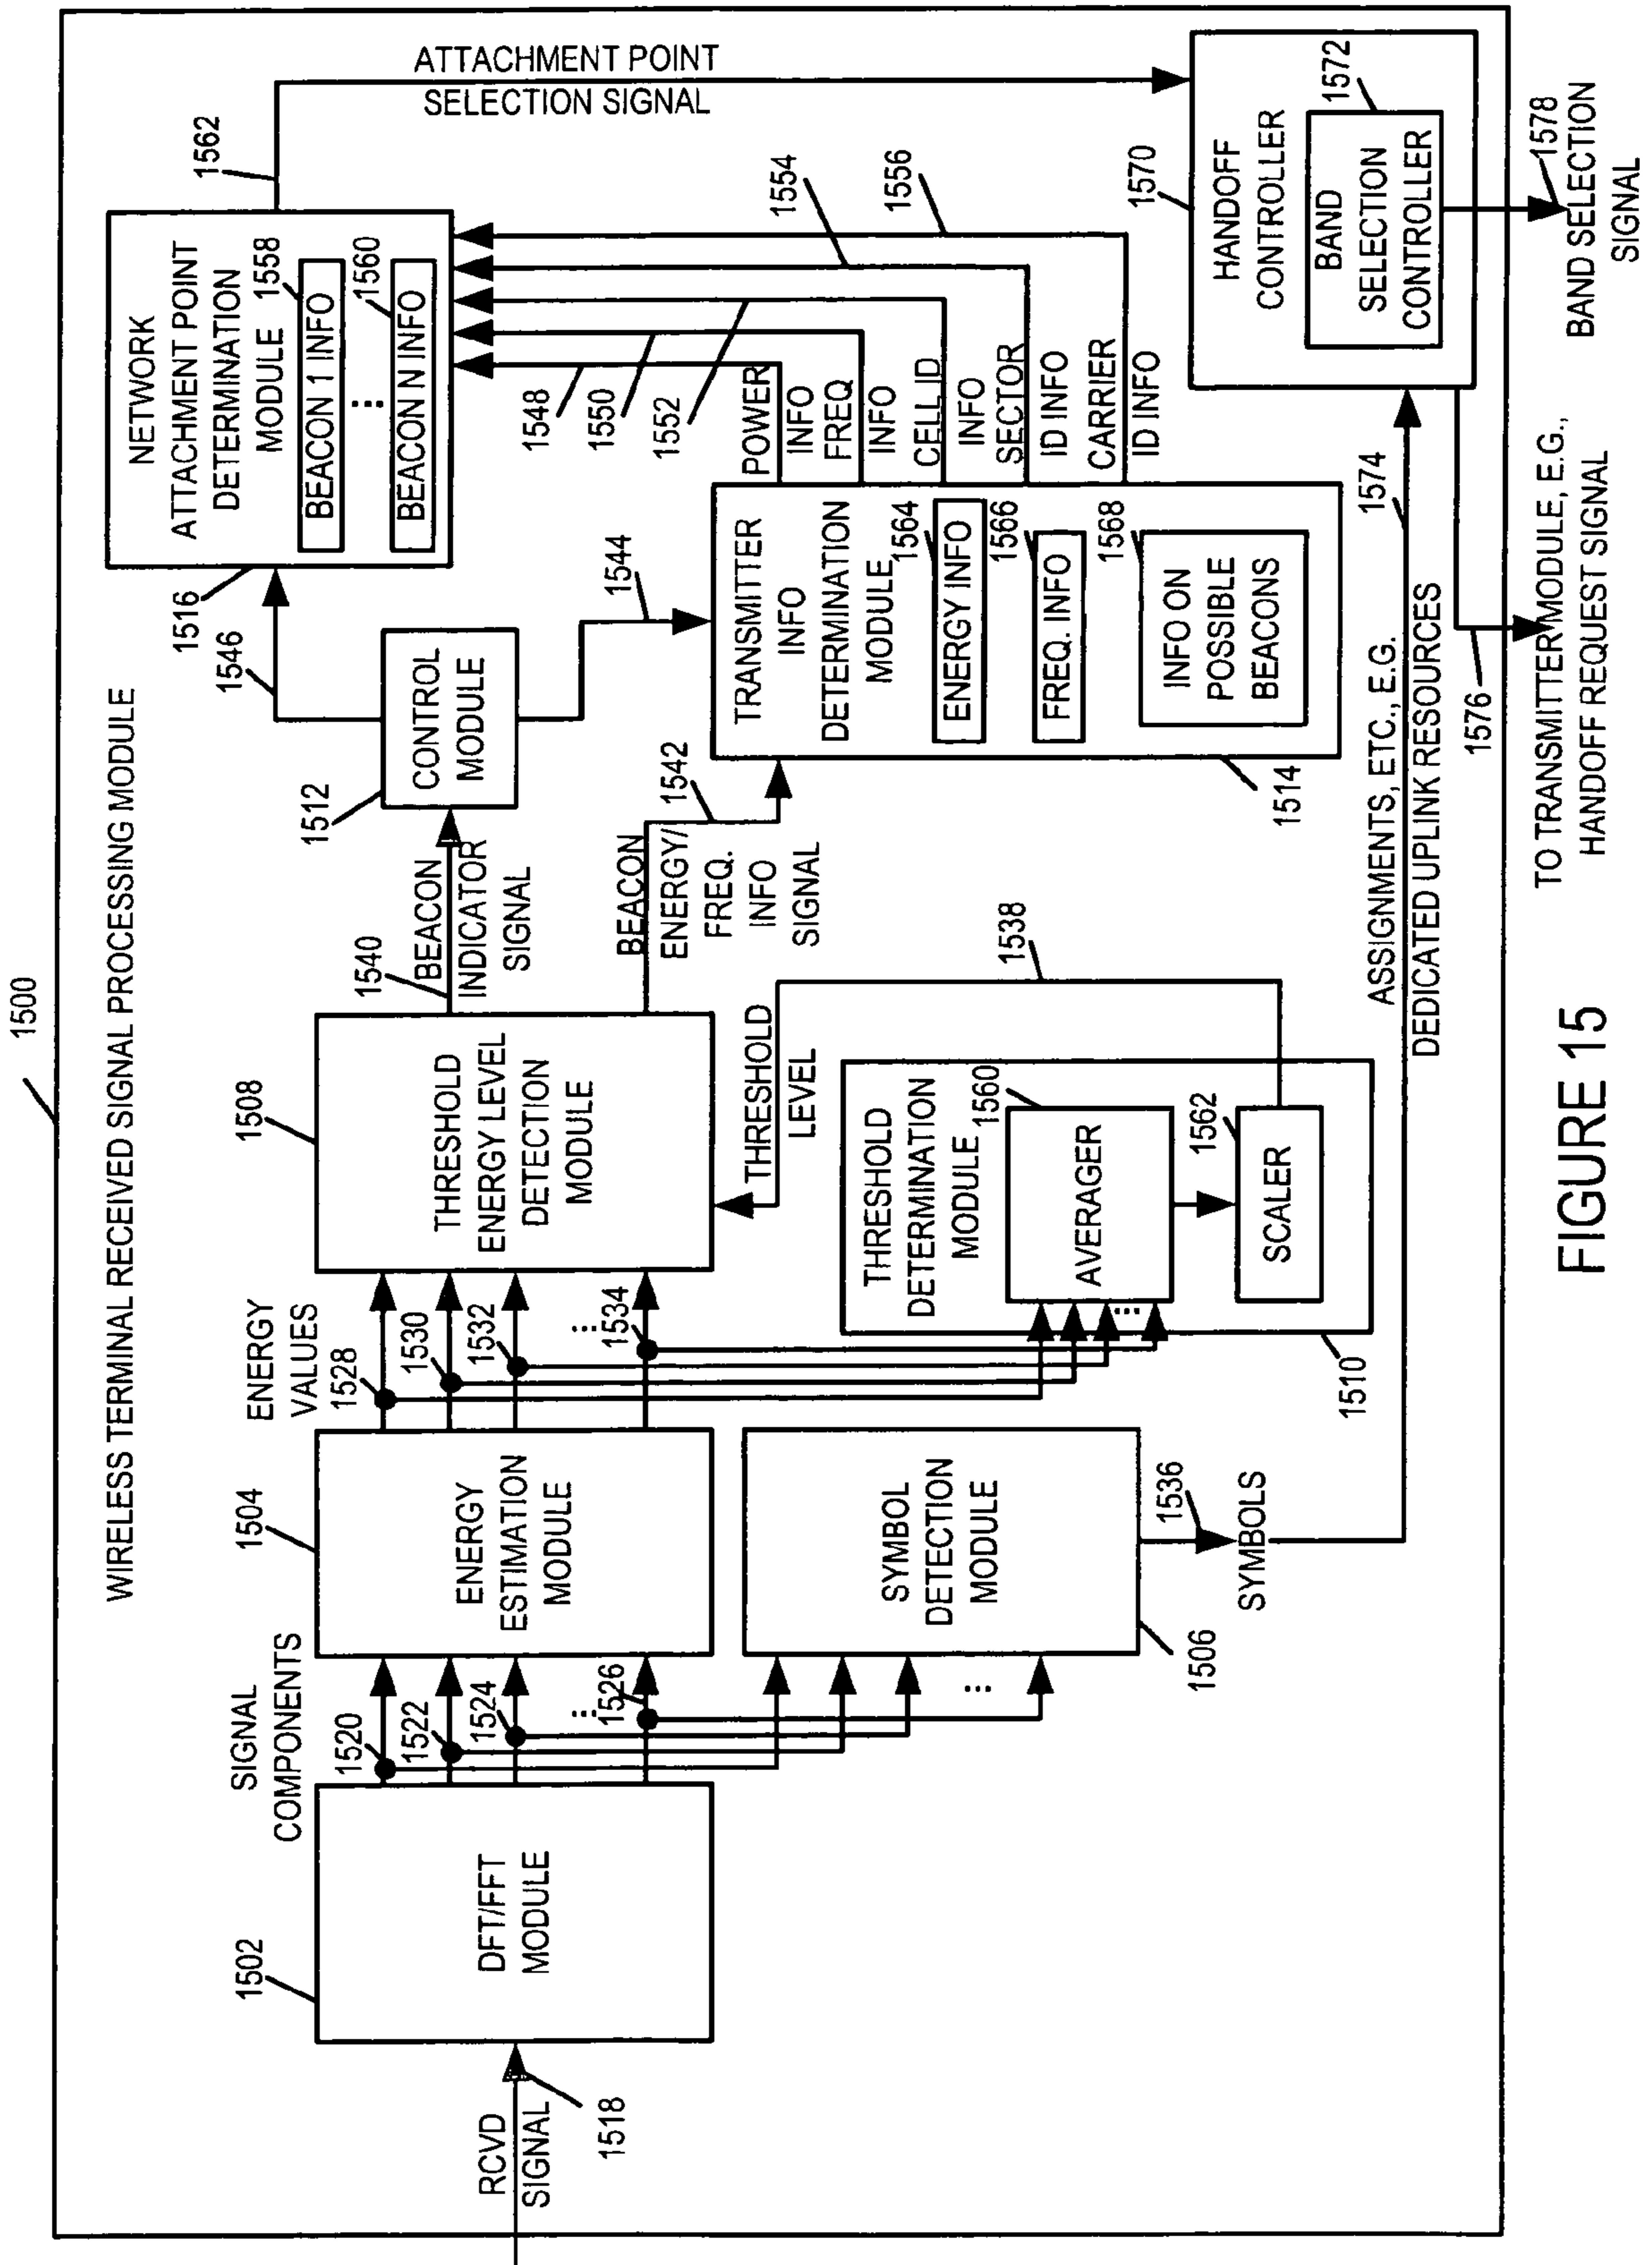 1500
WIRELESS TERMINAL RECEIVED SIGNAL PROCESSING MODULE
RCVD
SIGNAL
1518
1502
DFT/FFT
MODULE
SIGNAL
COMPONENTS
1520
1522
1524
...
1526
1504
ENERGY
ESTIMATION
MODULE
...
SYMBOL
DETECTION
MODULE
1506
1536
SYMBOLS
ENERGY
VALUES
1528
1530
1532
...
1534
1508
THRESHOLD
ENERGY LEVEL
DETECTION
MODULE
THRESHOLD
LEVEL
1538
THRESHOLD
DETERMINATION
MODULE
1560
AVERAGER
...
1562
SCALER
1510
1540
BEACON
INDICATOR
SIGNAL
BEACON
ENERGY/
FREQ.
INFO
SIGNAL
1542
1512
CONTROL
MODULE
1546
1544
1516
NETWORK
ATTACHMENT POINT
DETERMINATION
MODULE
1558
BEACON 1 INFO
...
1560
BEACON N INFO
1562
ATTACHMENT POINT
SELECTION SIGNAL
1548
1550
1552
1554
1556
POWER
INFO
FREQ
INFO
CELL ID
INFO
SECTOR
ID INFO
CARRIER
ID INFO
TRANSMITTER
INFO
DETERMINATION
MODULE
1564
ENERGY INFO
1566
FREQ. INFO
1568
INFO ON
POSSIBLE
BEACONS
1514
ASSIGNMENTS, ETC., E.G.
DEDICATED UPLINK RESOURCES
1574
1570
HANDOFF
CONTROLLER
1572
BAND
SELECTION
CONTROLLER
1576
TO TRANSMITTER MODULE, E.G.,
HANDOFF REQUEST SIGNAL
1578
BAND SELECTION
SIGNAL
FIGURE 15